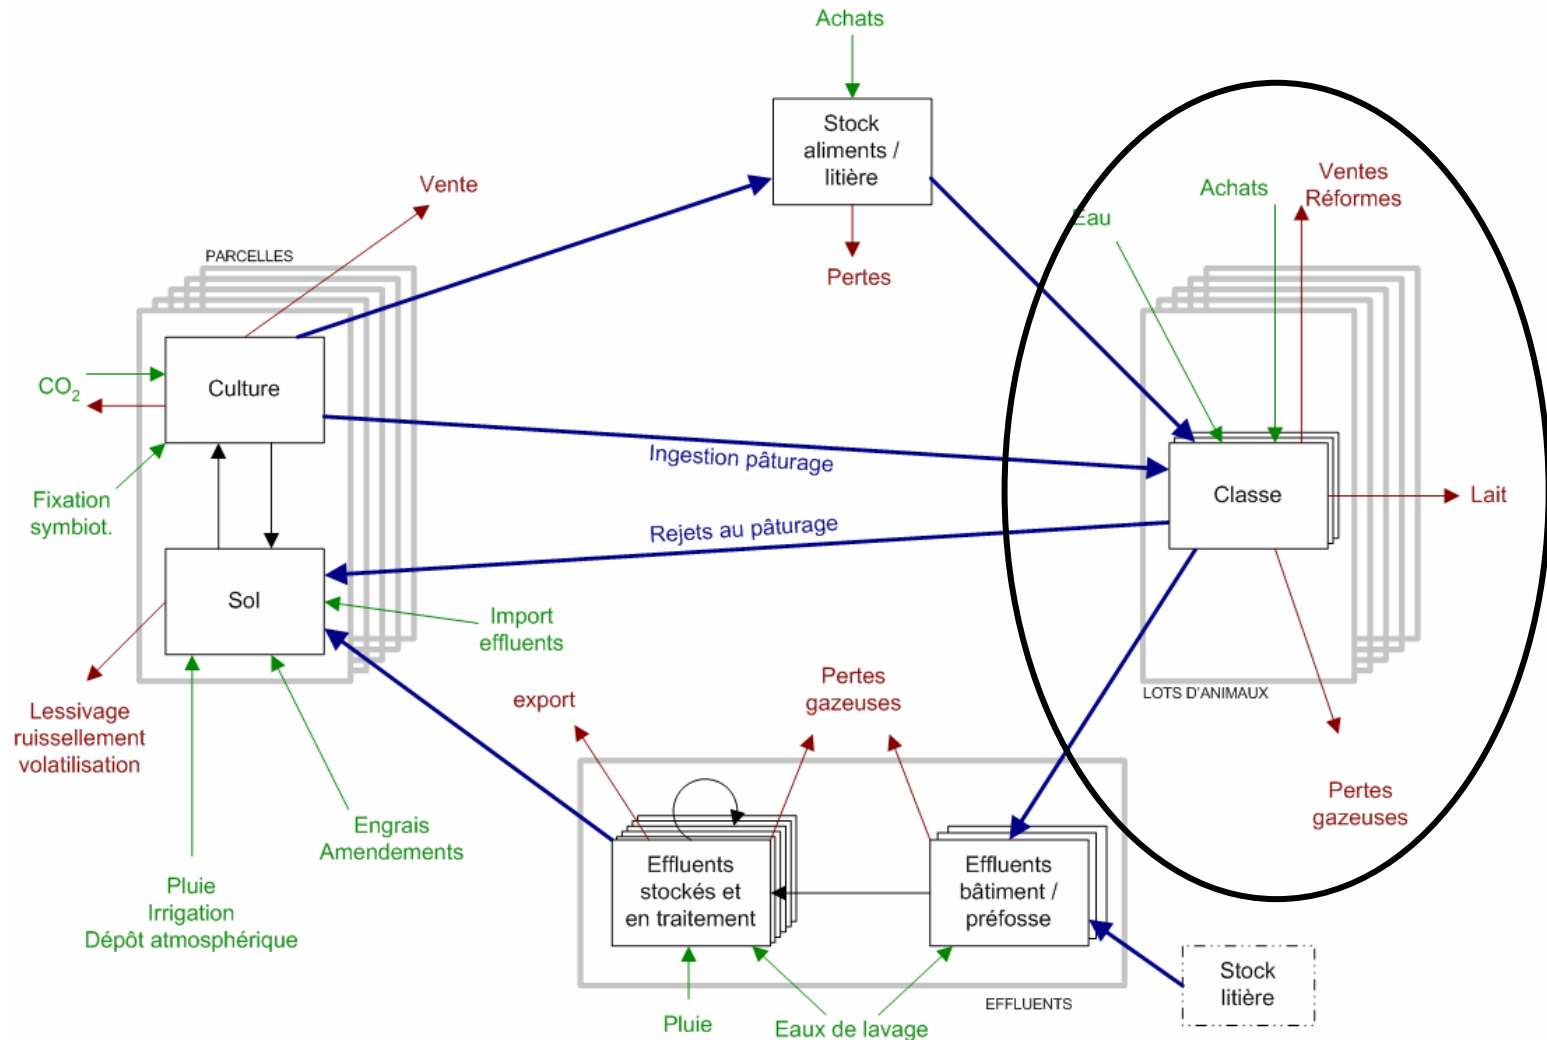 Achats
Stock
aliments /
litière
Pertes
Vente
PARCELLES
Culture
CO₂
Fixation
symbiot.
Sol
Lessivage
ruissellement
volatilisation
Pluie
Irrigation
Dépôt atmosphérique
Engrais
Amendements
Import
effluents
Ingestion pâturage
Rejets au pâturage
Eau
Achats
Ventes
Réformes
Classe
Lait
LOTS D'ANIMAUX
Pertes
gazeuses
export
Pertes
gazeuses
Effluents
stockés et
en traitement
Effluents
bâtiment /
préfosse
EFFLUENTS
Pluie
Eaux de lavage
Stock
litière